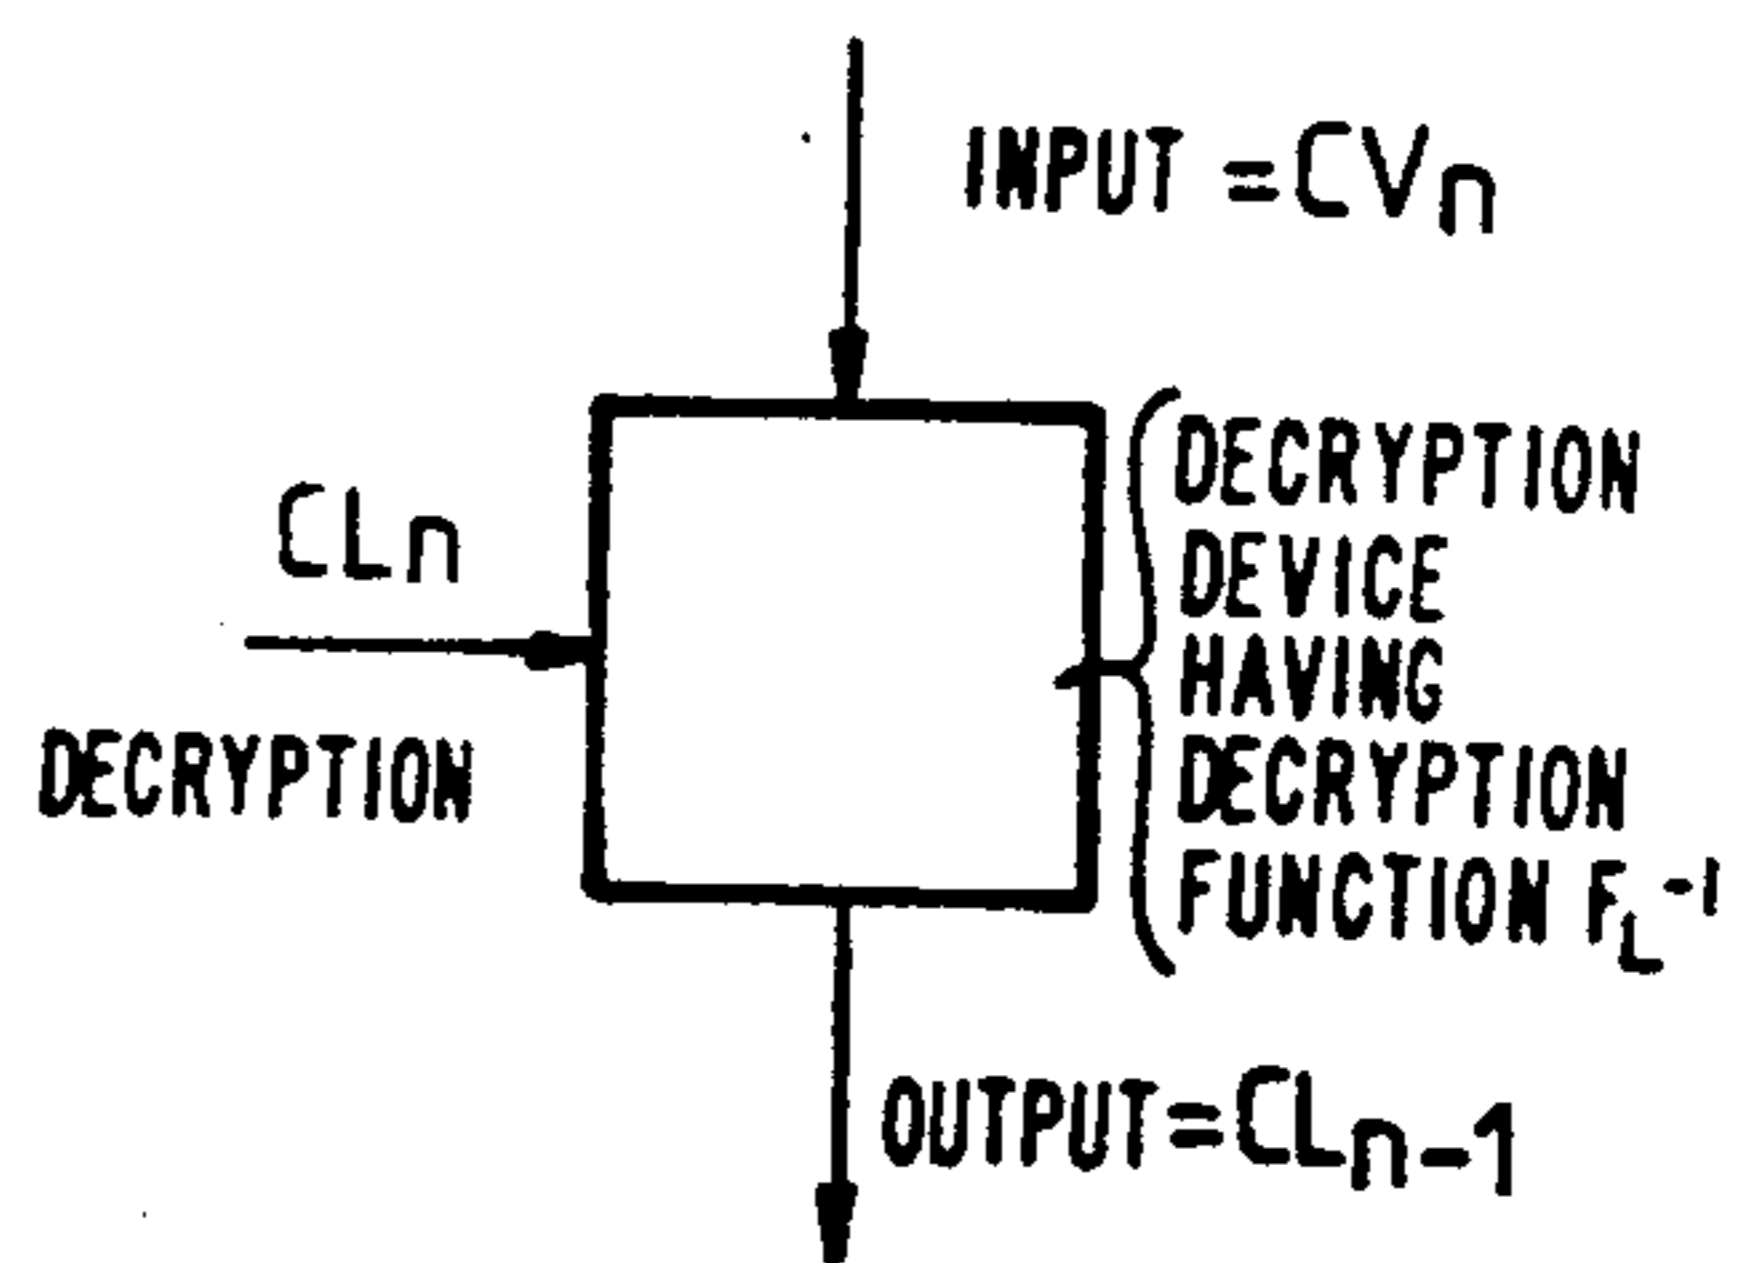 INPUT =CVn
CLn
DECRYPTION
DECRYPTION
DEVICE
HAVING
DECRYPTION
FUNCTION FL-1
OUTPUT=CLn-1